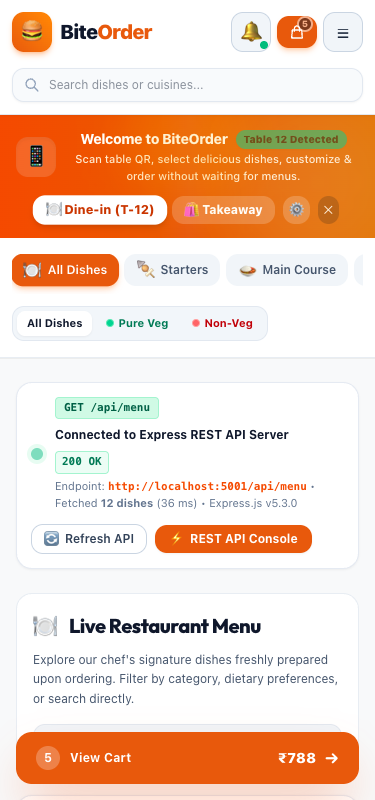 BiteOrder
5
Search dishes or cuisines...
Welcome to BiteOrder
Table 12 Detected
Scan table QR, select delicious dishes, customize &
order without waiting for menus.
Dine-in (T-12)
Takeaway
All Dishes
Starters
Main Course
All Dishes
Pure Veg
Non-Veg
GET /api/menu
Connected to Express REST API Server
200 OK
Endpoint: http://localhost:5001/api/menu •
Fetched 12 dishes (36 ms) • Express.js v5.3.0
Refresh API
REST API Console
Live Restaurant Menu
Explore our chef's signature dishes freshly prepared
upon ordering. Filter by category, dietary preferences,
or search directly.
5 View Cart ₹788 →